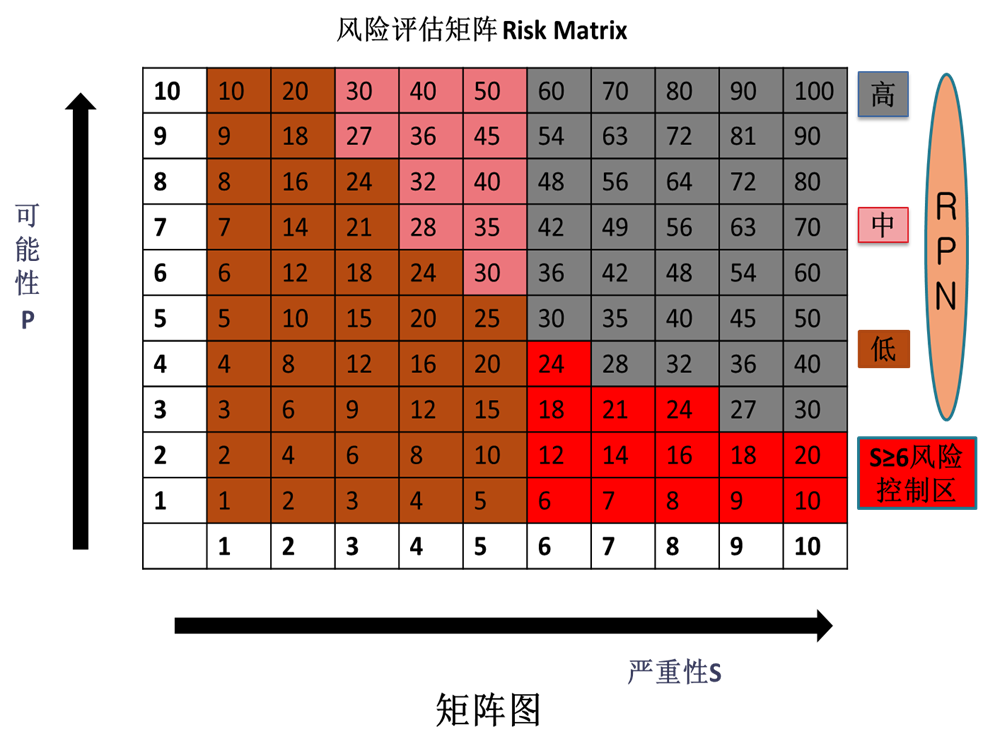 风险评估矩阵 Risk Matrix
10 10 20 30 40 50 60 70 80 90 100
9 9 18 27 36 45 54 63 72 81 90
8 8 16 24 32 40 48 56 64 72 80
7 7 14 21 28 35 42 49 56 63 70
6 6 12 18 24 30 36 42 48 54 60
5 5 10 15 20 25 30 35 40 45 50
4 4 8 12 16 20 24 28 32 36 40
3 3 6 9 12 15 18 21 24 27 30
2 2 4 6 8 10 12 14 16 18 20
1 1 2 3 4 5 6 7 8 9 10
1 2 3 4 5 6 7 8 9 10
可能性P
高
中
低
S≥6风险
控制区
RPN
严重性S
矩阵图